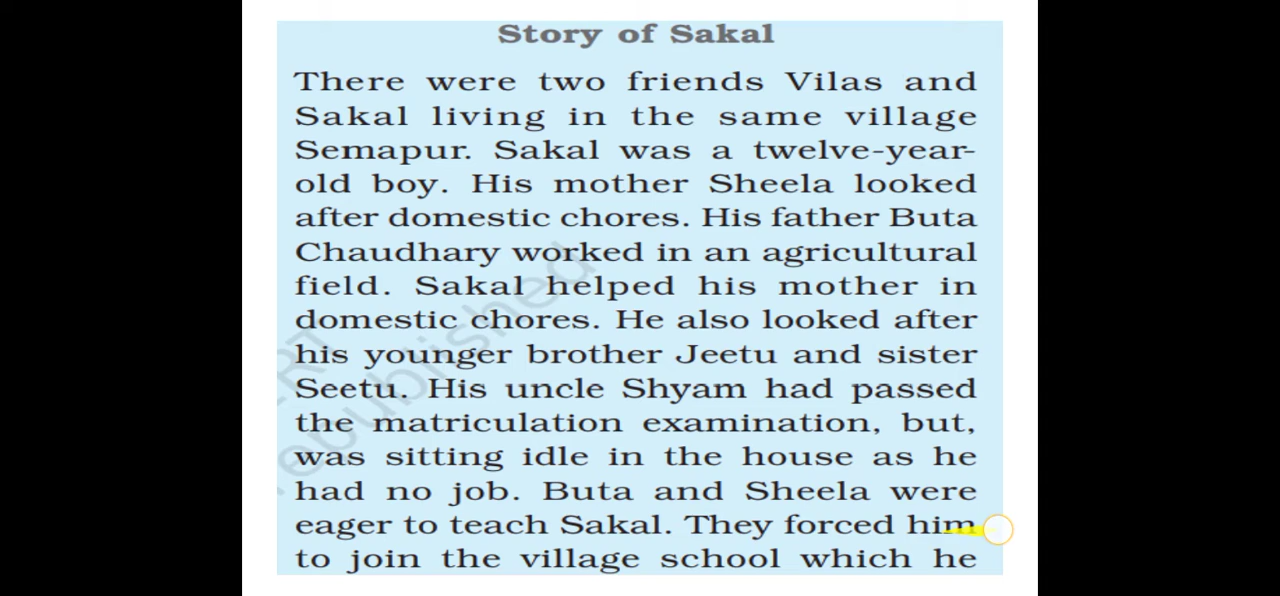 Story of Sakal
There were two friends Vilas and
Sakal living in the same village
Semapur. Sakal was a twelve-year-
old boy. His mother Sheela looked
after domestic chores. His father Buta
Chaudhary worked in an agricultural
field. Sakal helped his mother in
domestic chores. He also looked after
his younger brother Jeetu and sister
Seetu. His uncle Shyam had passed
the matriculation examination, but,
was sitting idle in the house as he
had no job. Buta and Sheela were
eager to teach Sakal. They forced him
to join the village school which he
republished